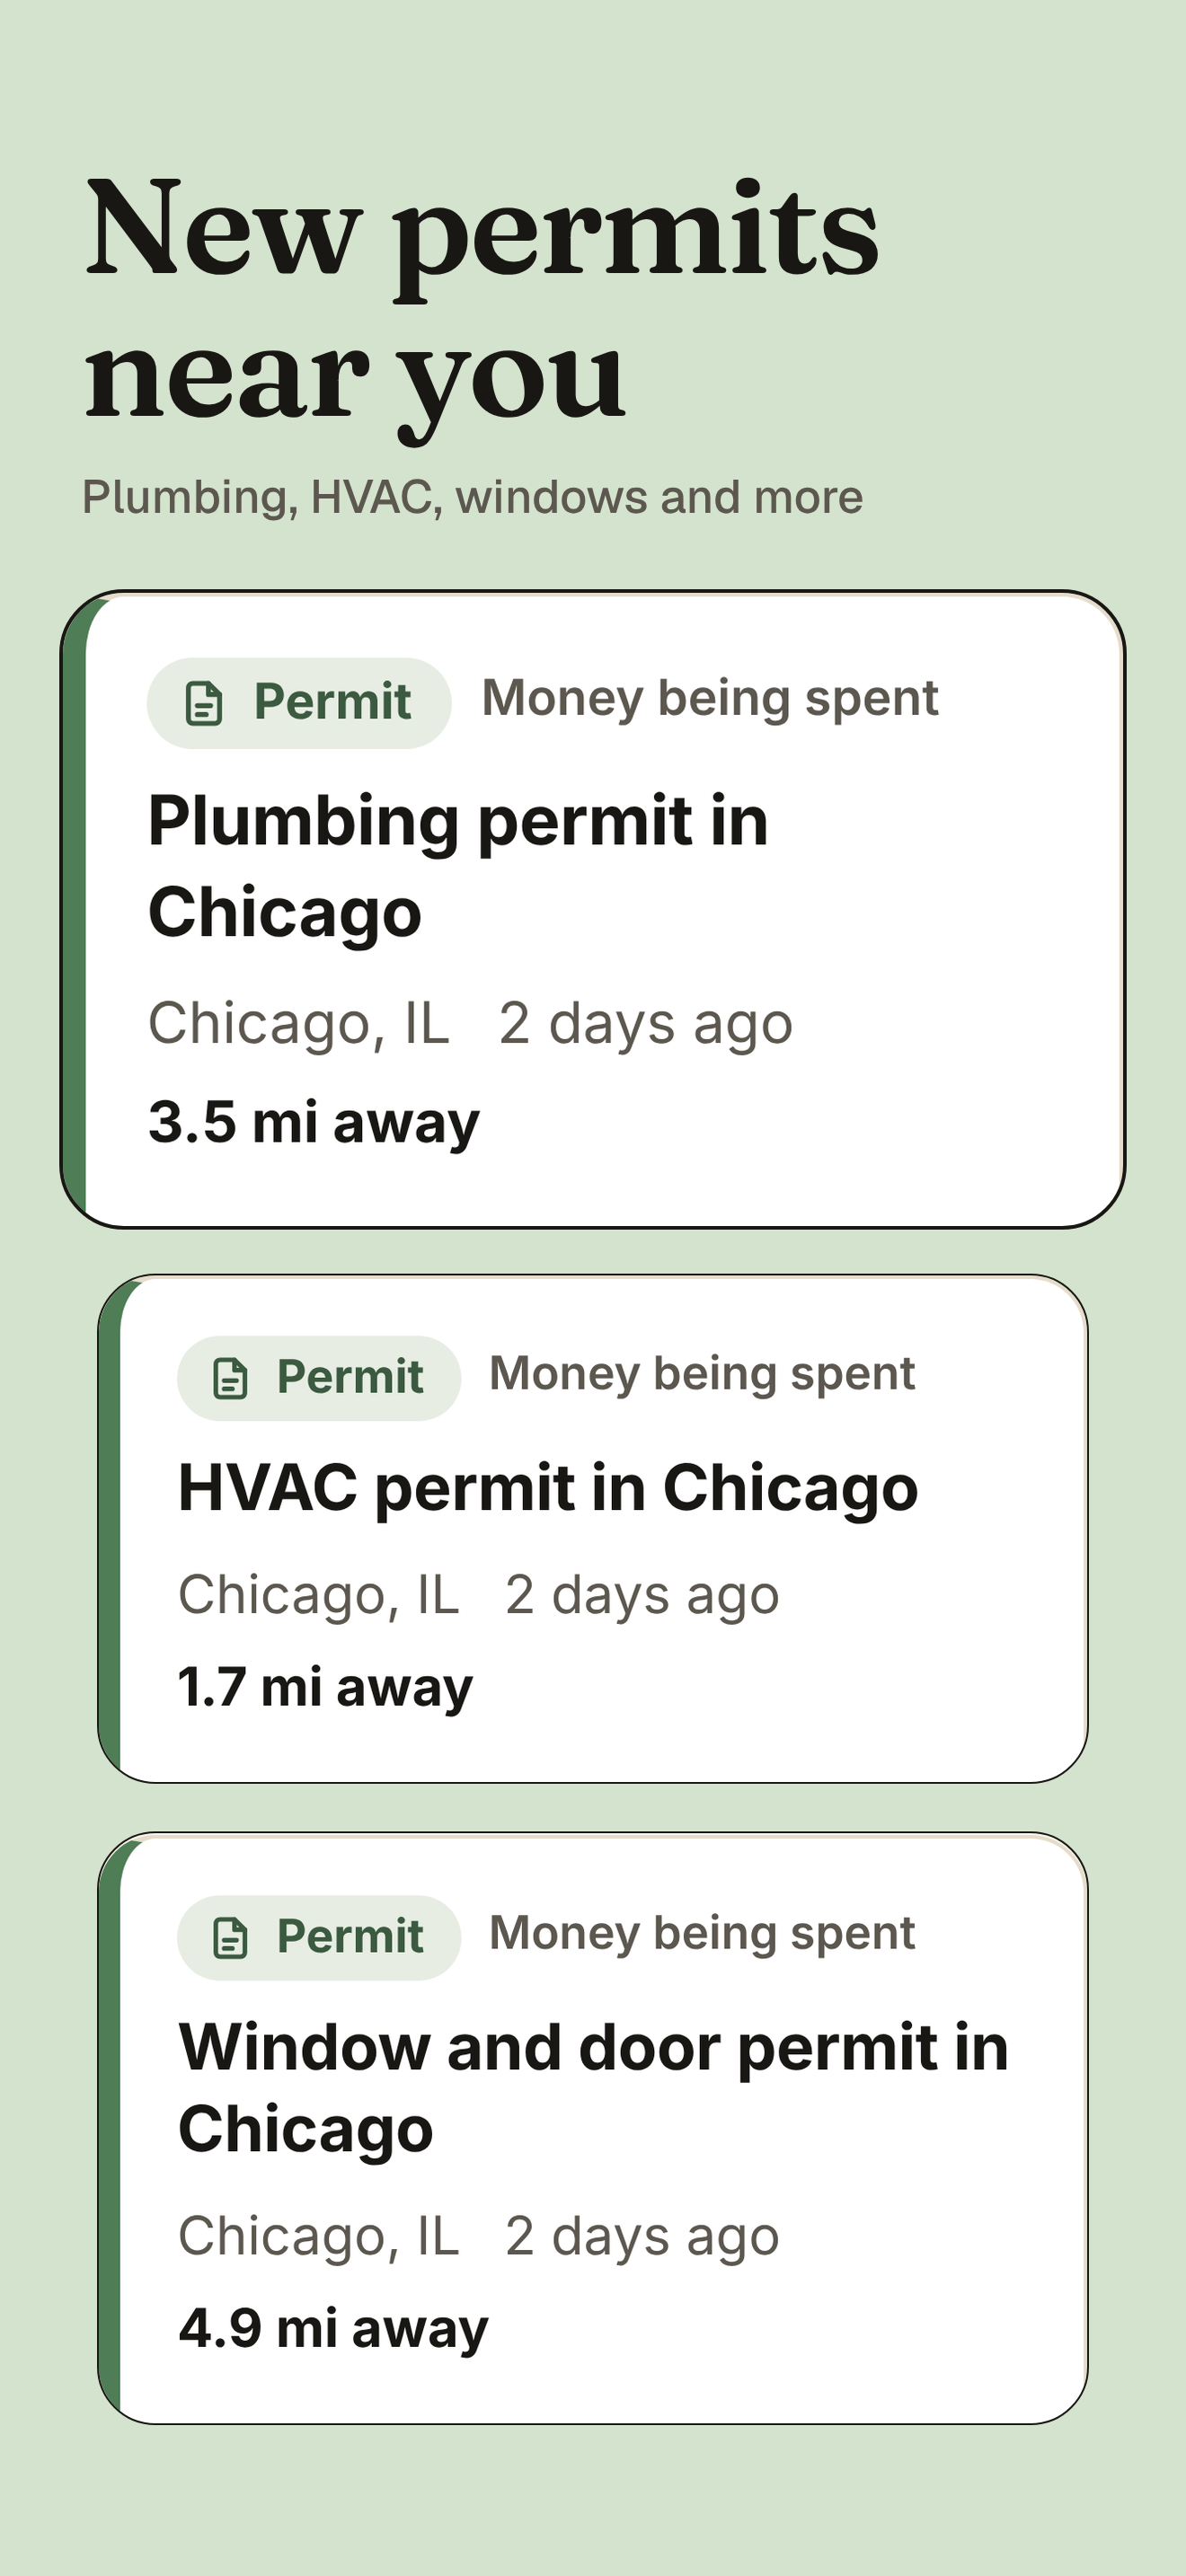 New permits
near you
Plumbing, HVAC, windows and more
Permit Money being spent
Plumbing permit in
Chicago
Chicago, IL 2 days ago
3.5 mi away
Permit Money being spent
HVAC permit in Chicago
Chicago, IL 2 days ago
1.7 mi away
Permit Money being spent
Window and door permit in
Chicago
Chicago, IL 2 days ago
4.9 mi away